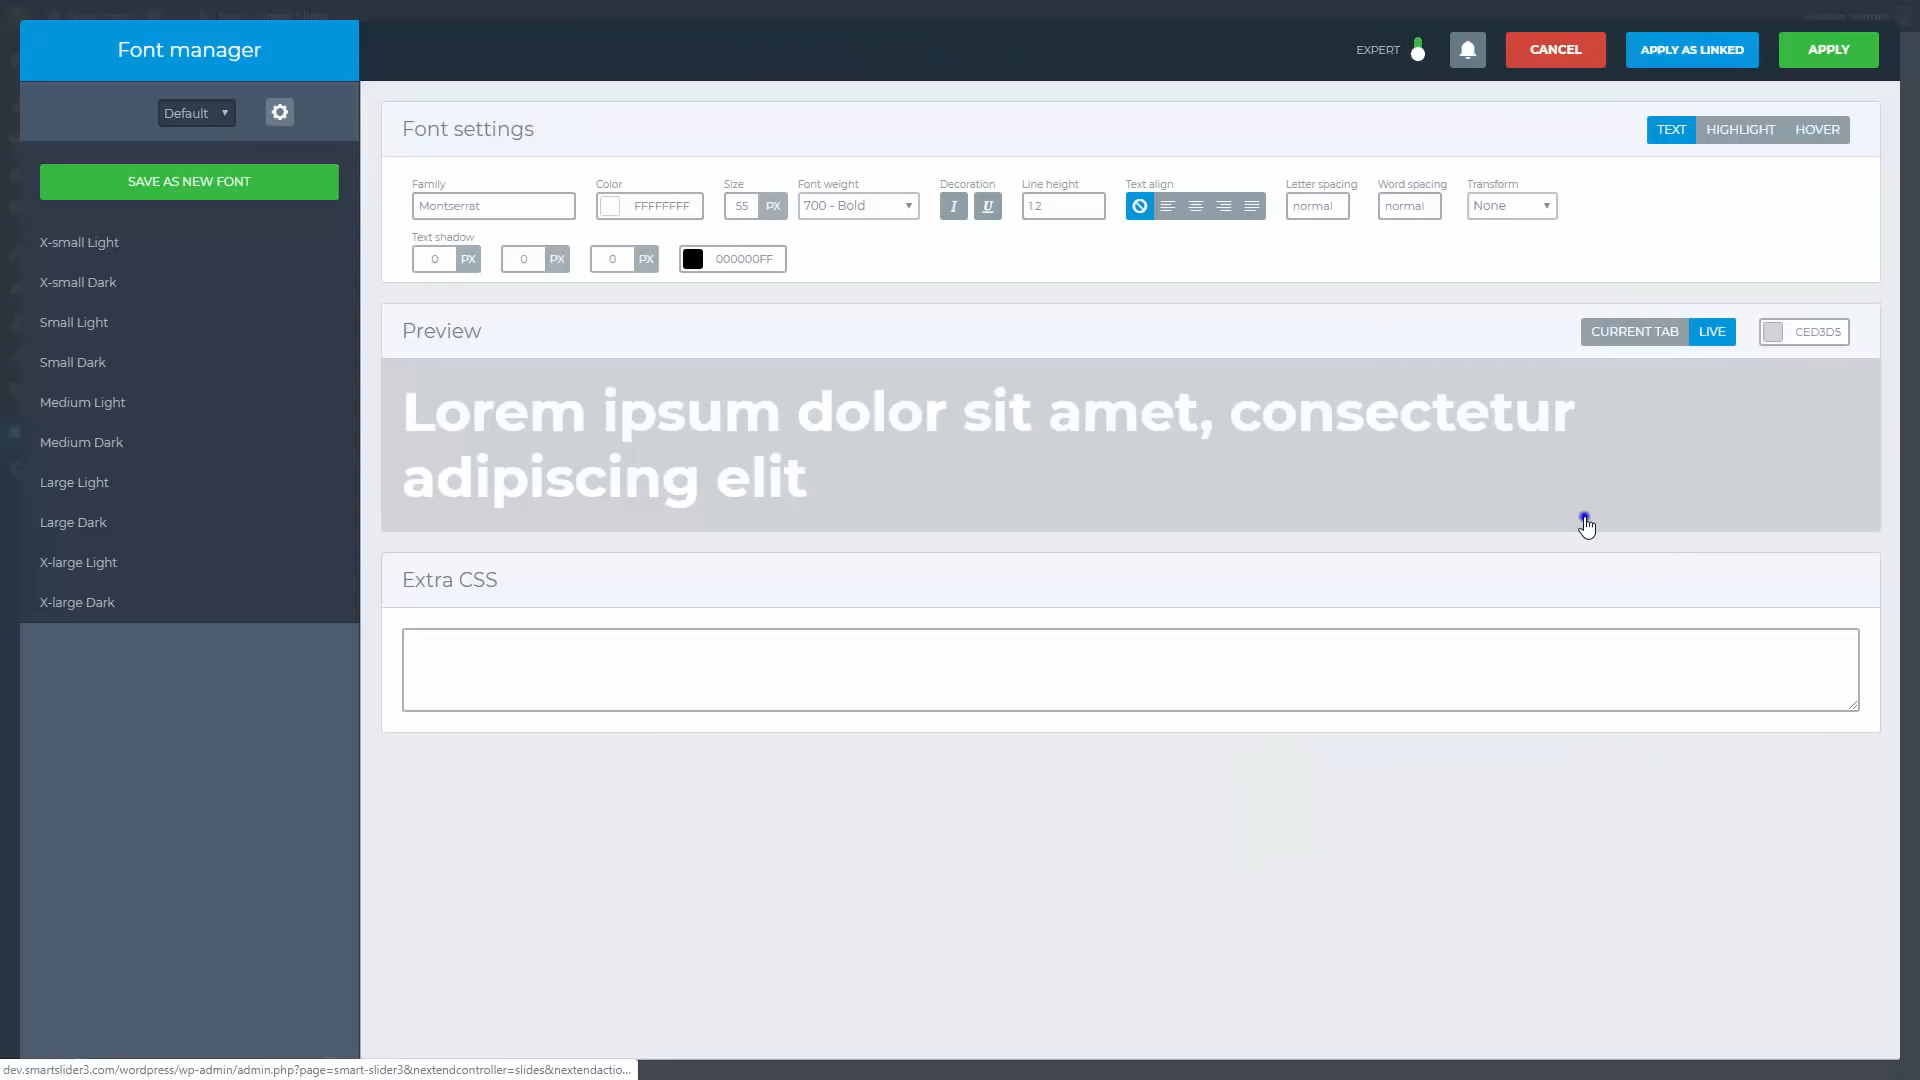 Font manager
EXPERT
CANCEL
APPLY AS LINKED
APPLY
Default
SAVE AS NEW FONT
X-small Light
X-small Dark
Small Light
Small Dark
Medium Light
Medium Dark
Large Light
Large Dark
X-large Light
X-large Dark
Font settings
TEXT HIGHLIGHT HOVER
Family Color Size Font weight Decoration Line height Text align Letter spacing Word spacing Transform
Montserrat FFFFFFFF 55 PX 700 - Bold I U 1.2 normal normal None
Text shadow
0 PX 0 PX 0 PX 000000FF
Preview
CURRENT TAB LIVE CED3D5
Lorem ipsum dolor sit amet, consectetur
adipiscing elit
Extra CSS
dev.smartslider3.com/wordpress/wp-admin/admin.php?page=smart-slider3&nextendcontroller=slides&nextendactio...